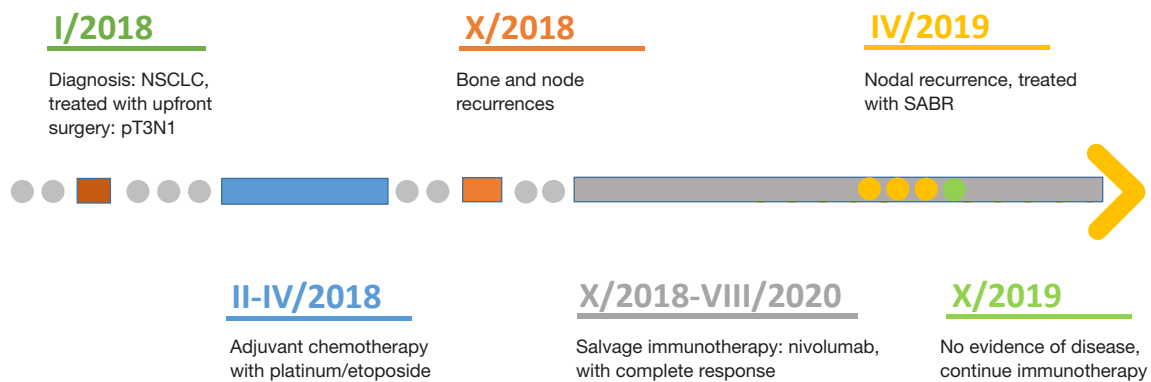 I/2018
Diagnosis: NSCLC,
treated with upfront
surgery: pT3N1
X/2018
Bone and node
recurrences
IV/2019
Nodal recurrence, treated
with SABR
II-IV/2018
Adjuvant chemotherapy
with platinum/etoposide
X/2018-VIII/2020
Salvage immunotherapy: nivolumab,
with complete response
X/2019
No evidence of disease,
continue immunotherapy